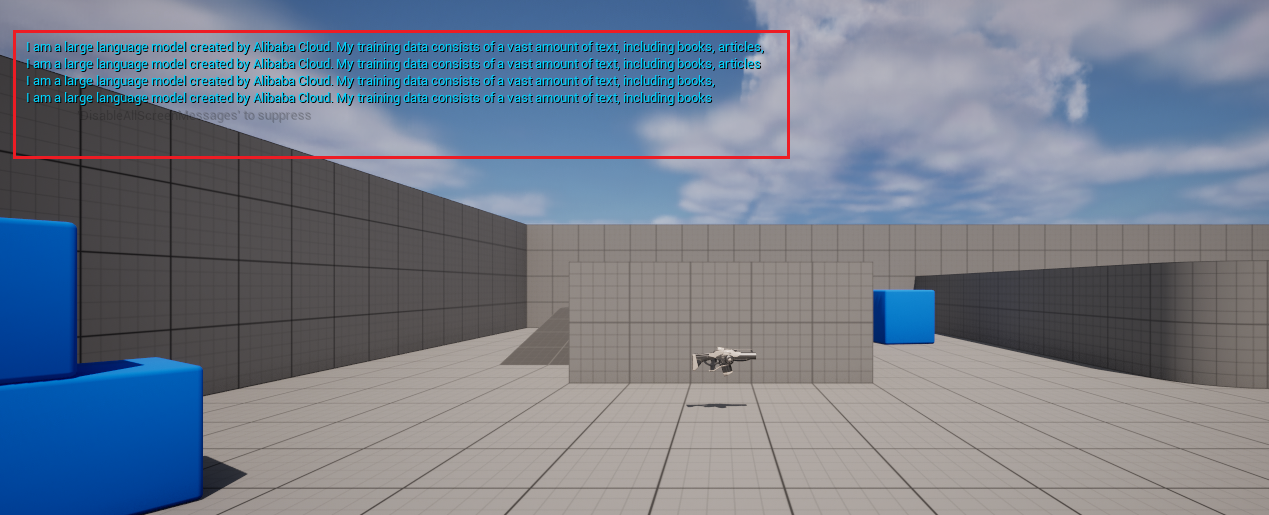 I am a large language model created by Alibaba Cloud. My training data consists of a vast amount of text, including books, articles,
I am a large language model created by Alibaba Cloud. My training data consists of a vast amount of text, including books, articles
I am a large language model created by Alibaba Cloud. My training data consists of a vast amount of text, including books,
I am a large language model created by Alibaba Cloud. My training data consists of a vast amount of text, including books
'DisableAllScreenMessages' to suppress